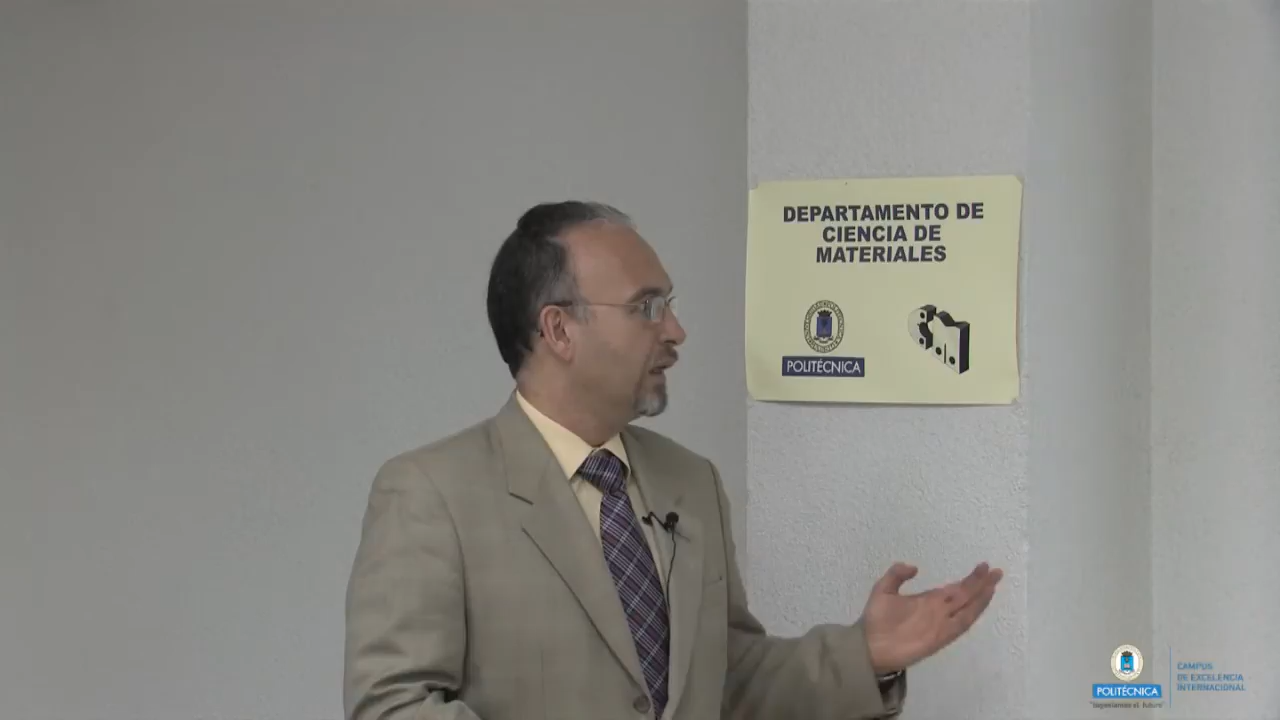 DEPARTAMENTO DE
CIENCIA DE
MATERIALES
POLITÉCNICA
POLITÉCNICA
CAMPUS
DE EXCELENCIA
INTERNACIONAL